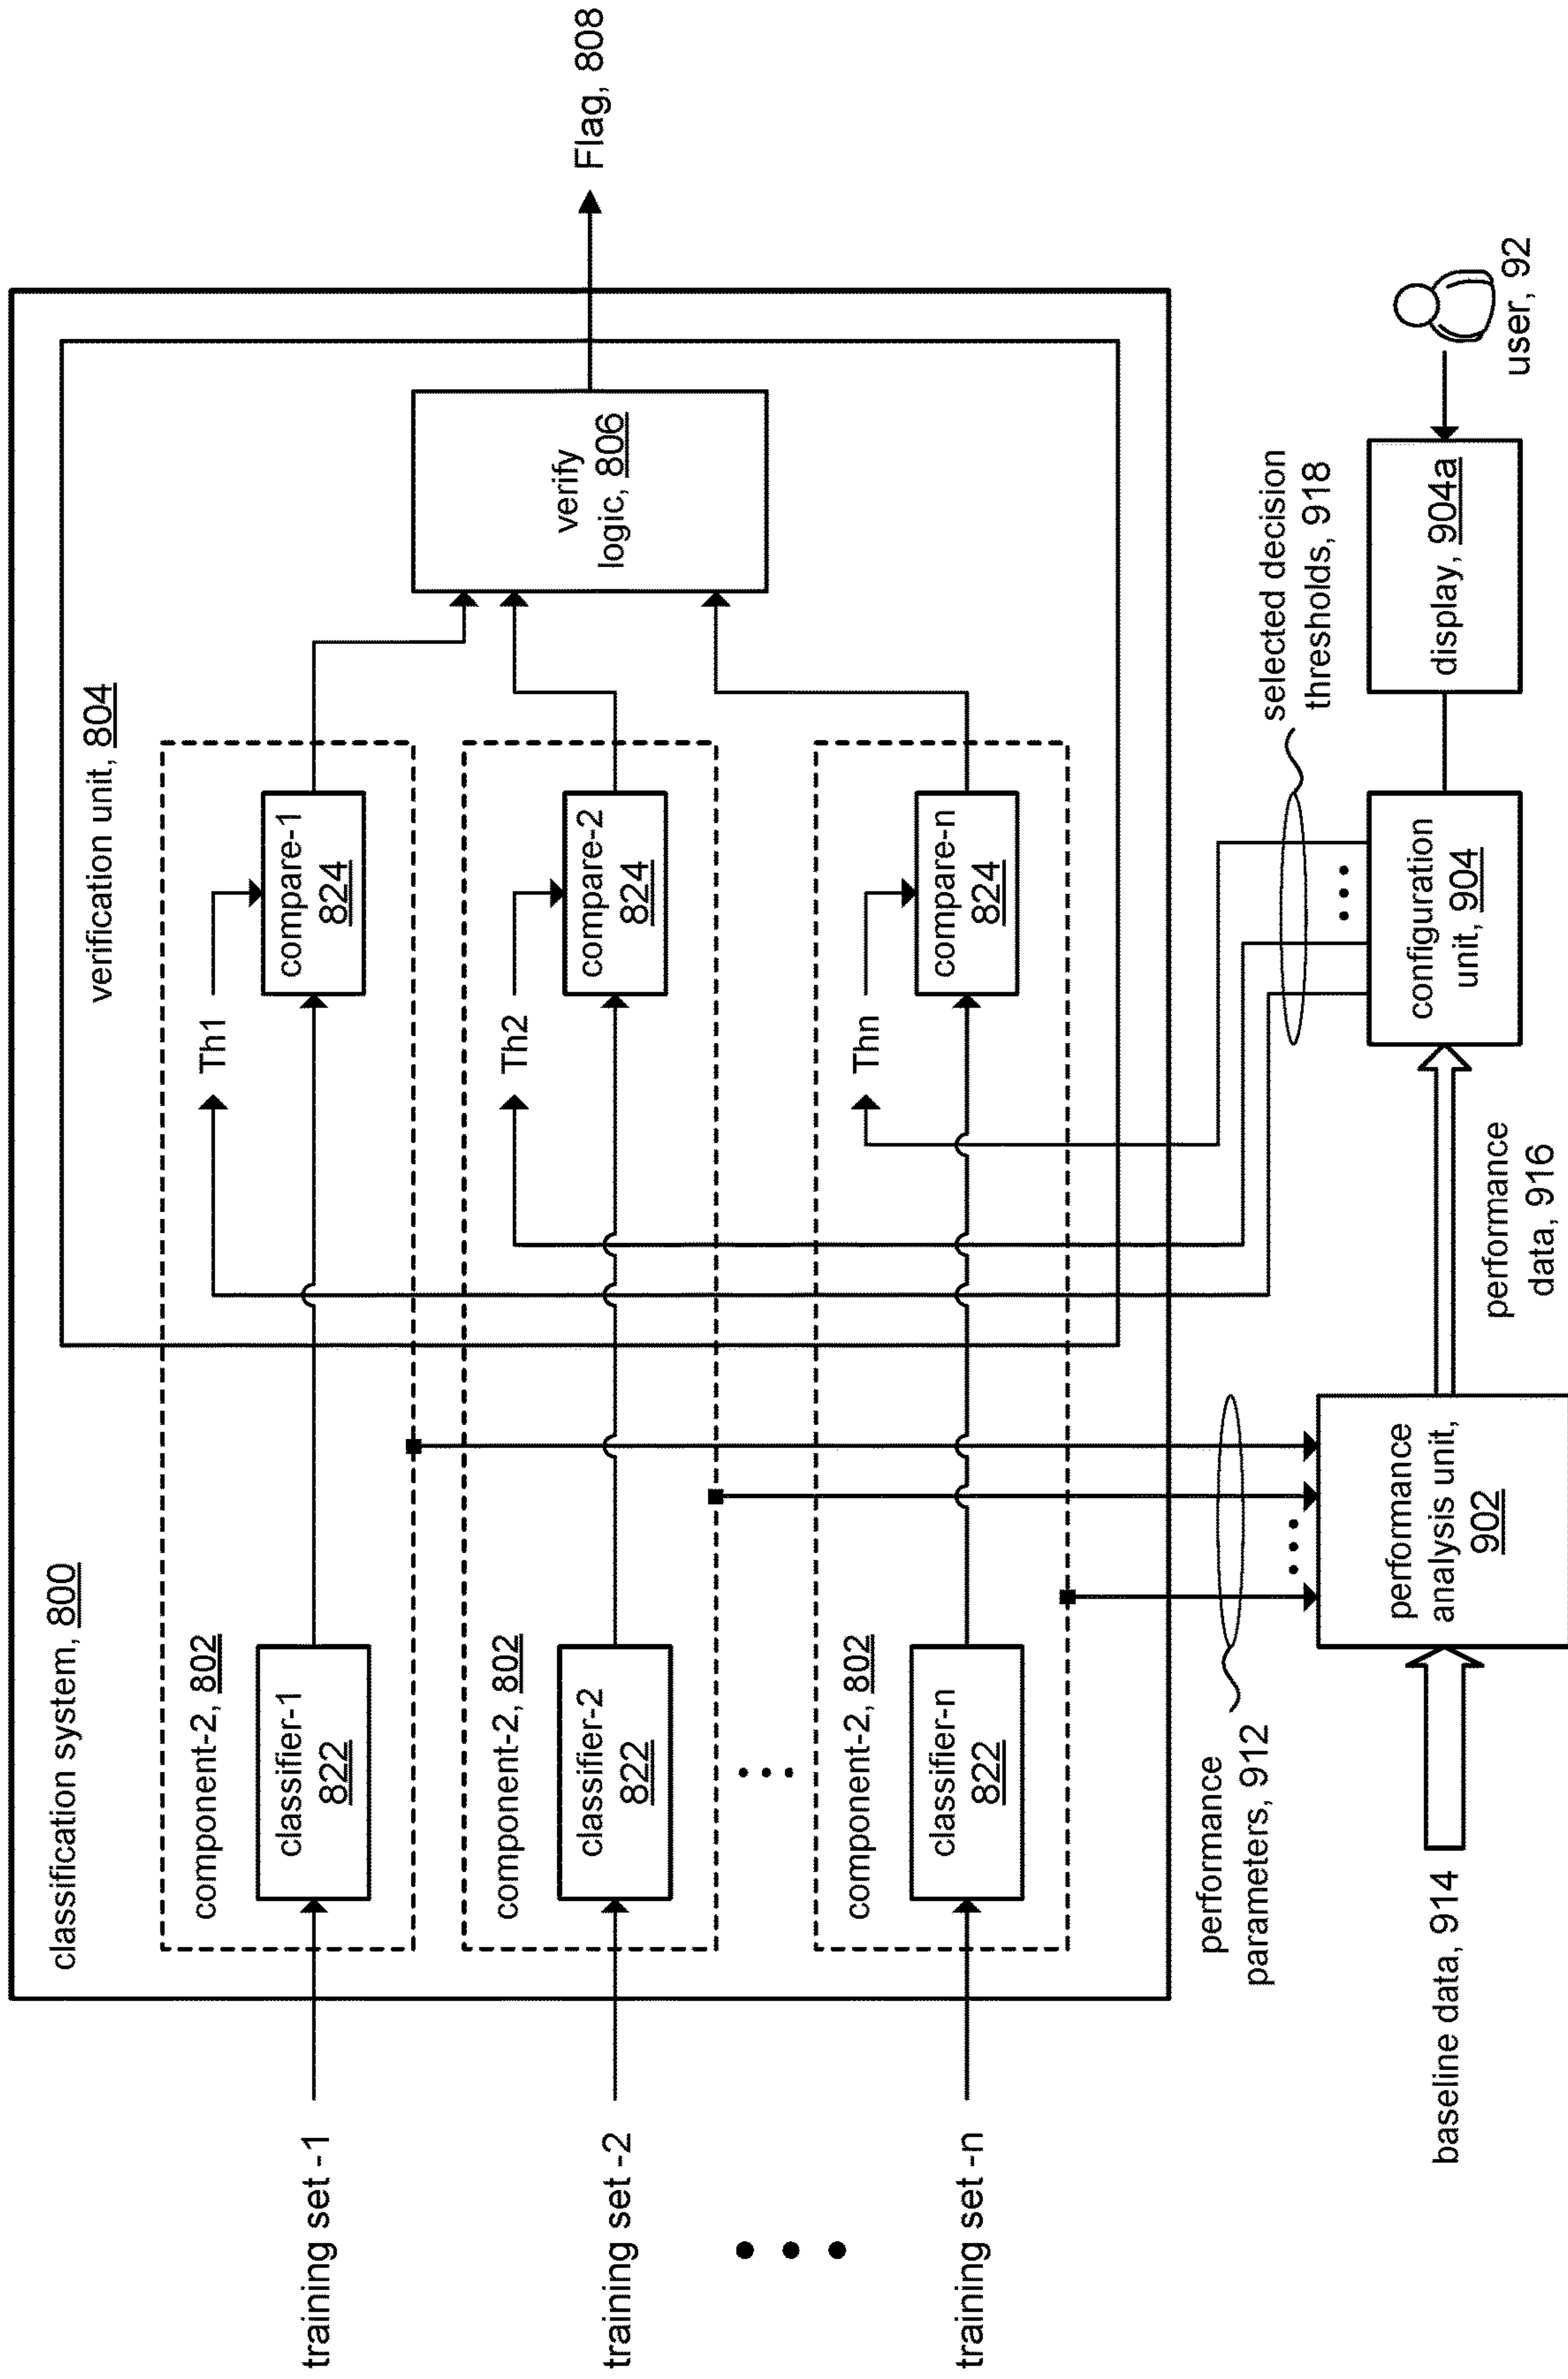 classification system, 800
verification unit, 804
training set -1
component-2, 802
classifier-1
822
Th1
compare-1
824
training set -2
component-2, 802
classifier-2
822
Th2
compare-2
824
training set -n
component-2, 802
classifier-n
822
Thn
compare-n
824
verify
logic, 806
Flag, 808
performance
parameters, 912
selected decision
thresholds, 918
baseline data, 914
performance
analysis unit,
902
performance
data, 916
configuration
unit, 904
display, 904a
user, 92